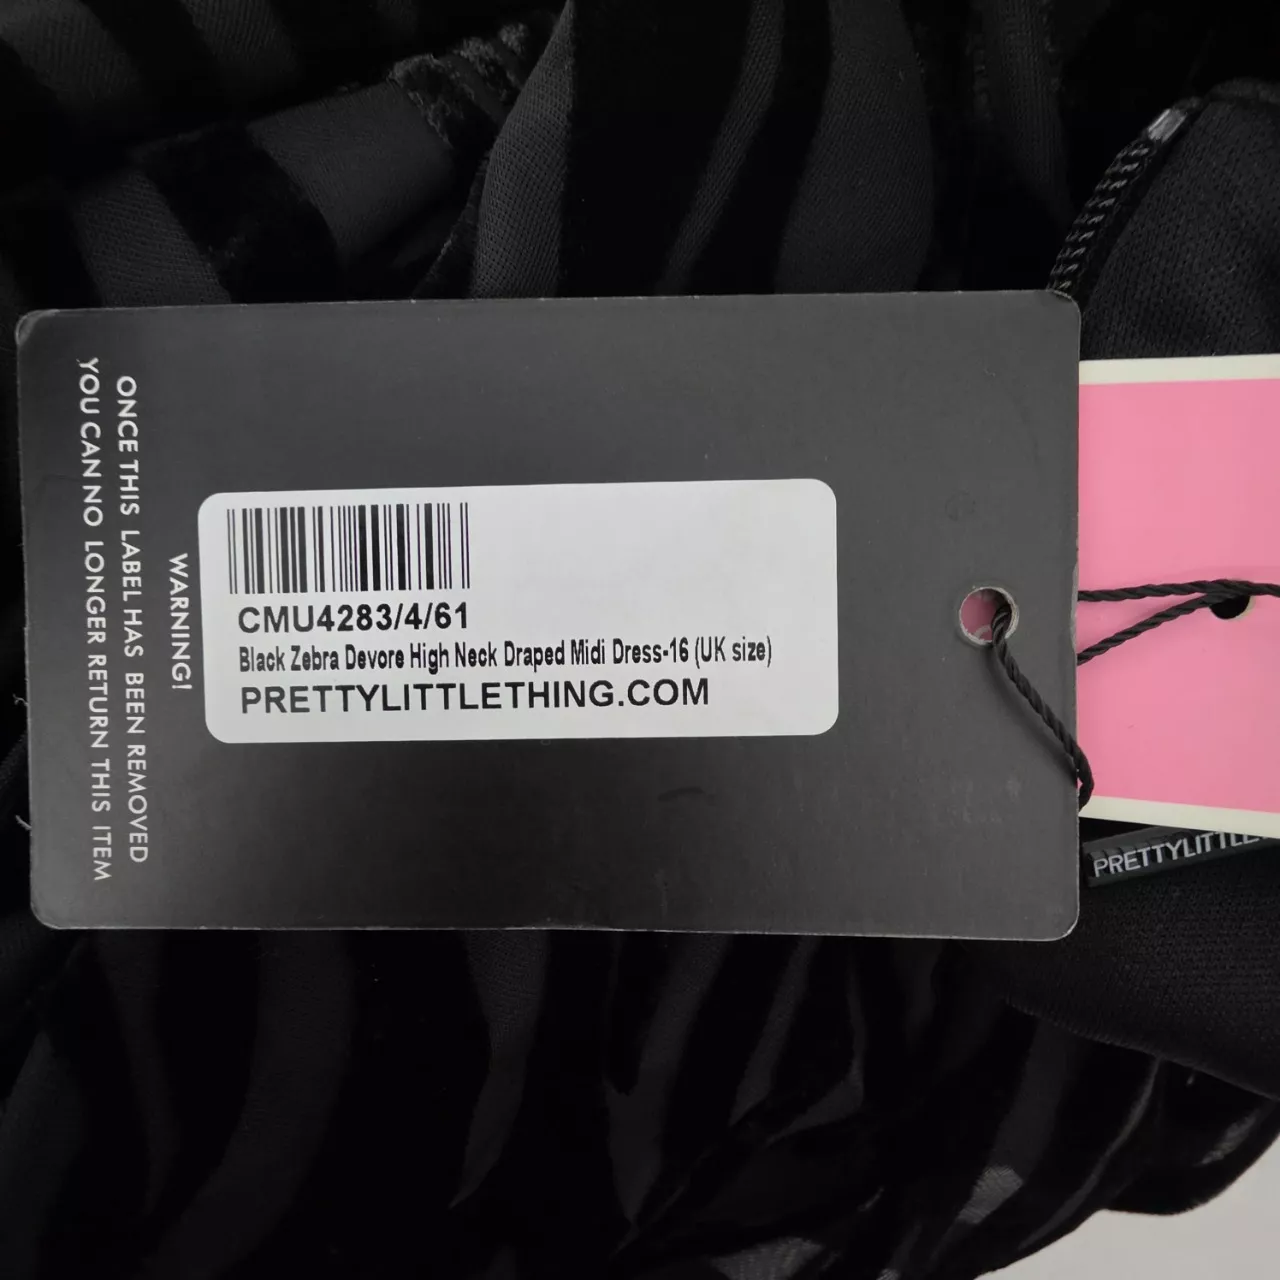 WARNING!
ONCE THIS LABEL HAS BEEN REMOVED
YOU CAN NO LONGER RETURN THIS ITEM
CMU4283/4/61
Black Zebra Devore High Neck Draped Midi Dress-16 (UK size)
PRETTYLITTLETHING.COM
PRETTYLITTLE